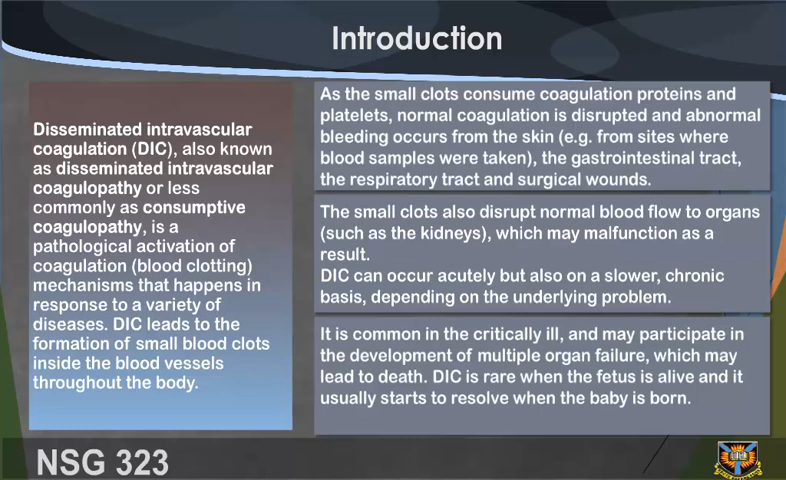 Introduction
Disseminated intravascular
coagulation (DIC), also known
as disseminated intravascular
coagulopathy or less
commonly as consumptive
coagulopathy, is a
pathological activation of
coagulation (blood clotting)
mechanisms that happens in
response to a variety of
diseases. DIC leads to the
formation of small blood clots
inside the blood vessels
throughout the body.
As the small clots consume coagulation proteins and
platelets, normal coagulation is disrupted and abnormal
bleeding occurs from the skin (e.g. from sites where
blood samples were taken), the gastrointestinal tract,
the respiratory tract and surgical wounds.
The small clots also disrupt normal blood flow to organs
(such as the kidneys), which may malfunction as a
result.
DIC can occur acutely but also on a slower, chronic
basis, depending on the underlying problem.
It is common in the critically ill, and may participate in
the development of multiple organ failure, which may
lead to death. DIC is rare when the fetus is alive and it
usually starts to resolve when the baby is born.
NSG 323